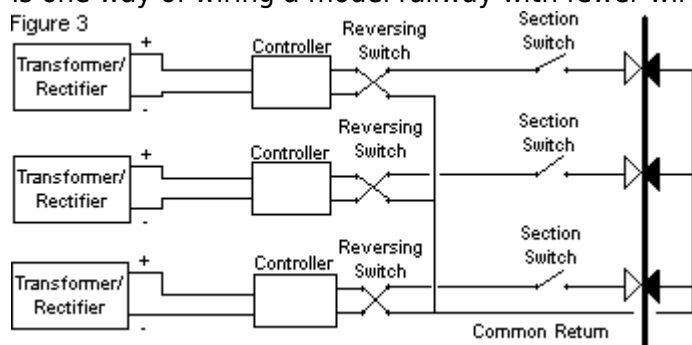 is one way of wiring a model railway with fewer wi
Figure 3
Reversing
Switch
Section
Switch
Controller
+
Transformer/
Rectifier
-
Reversing
Switch
Section
Switch
Controller
+
Transformer/
Rectifier
-
Reversing
Switch
Section
Switch
Controller
+
Transformer/
Rectifier
-
Common Return